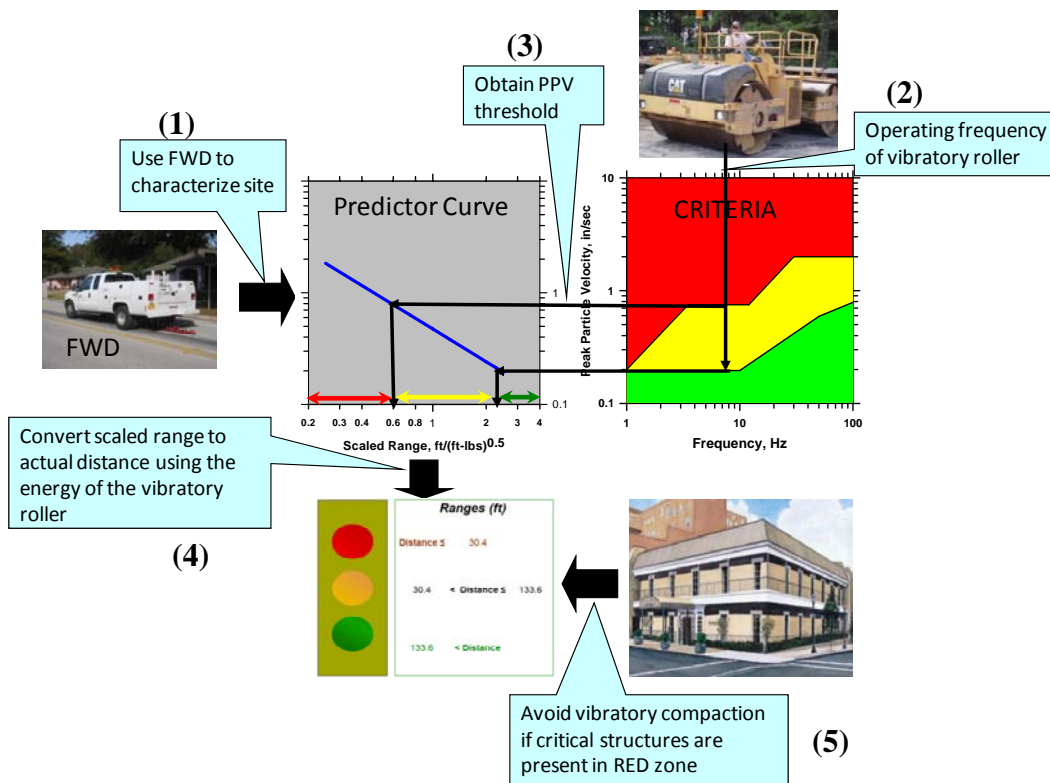 (3)
Obtain PPV
threshold
CAT
(2)
Operating frequency
of vibratory roller
(1)
Use FWD to
characterize site
FWD
Predictor Curve
1
0.1
0.2 0.3 0.4 0.6 0.8 1 2 3 4
Scaled Range, ft/(ft-lbs)0.5
CRITERIA
Peak Particle Velocity, in/sec
10
1
0.1
1 10 100
Frequency, Hz
Convert scaled range to
actual distance using the
energy of the vibratory
roller
(4)
Ranges (ft)
Distance ≤ 30.4
30.4 < Distance ≤ 133.6
133.6 < Distance
Avoid vibratory compaction
if critical structures are
present in RED zone
(5)